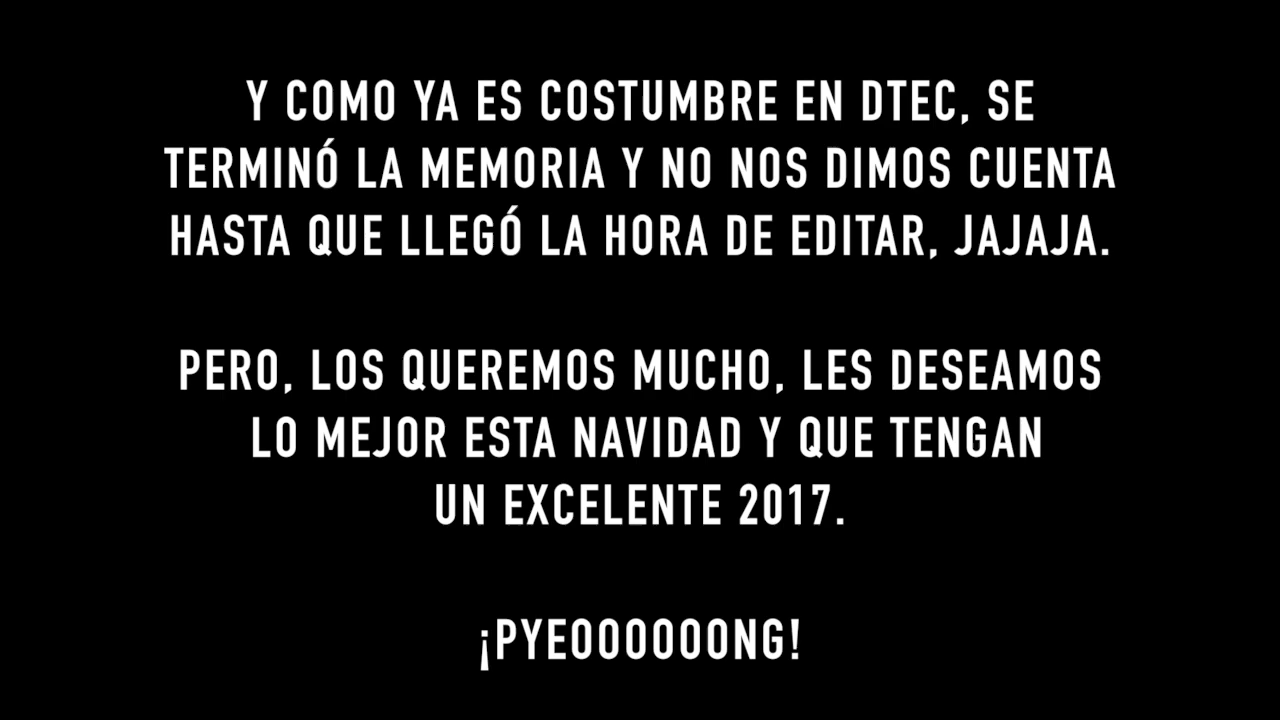 Y COMO YA ES COSTUMBRE EN DTEC, SE
TERMINÓ LA MEMORIA Y NO NOS DIMOS CUENTA
HASTA QUE LLEGÓ LA HORA DE EDITAR, JAJAJA.
PERO, LOS QUEREMOS MUCHO, LES DESEAMOS
LO MEJOR ESTA NAVIDAD Y QUE TENGAN
UN EXCELENTE 2017.
¡PYEOOOOOONG!